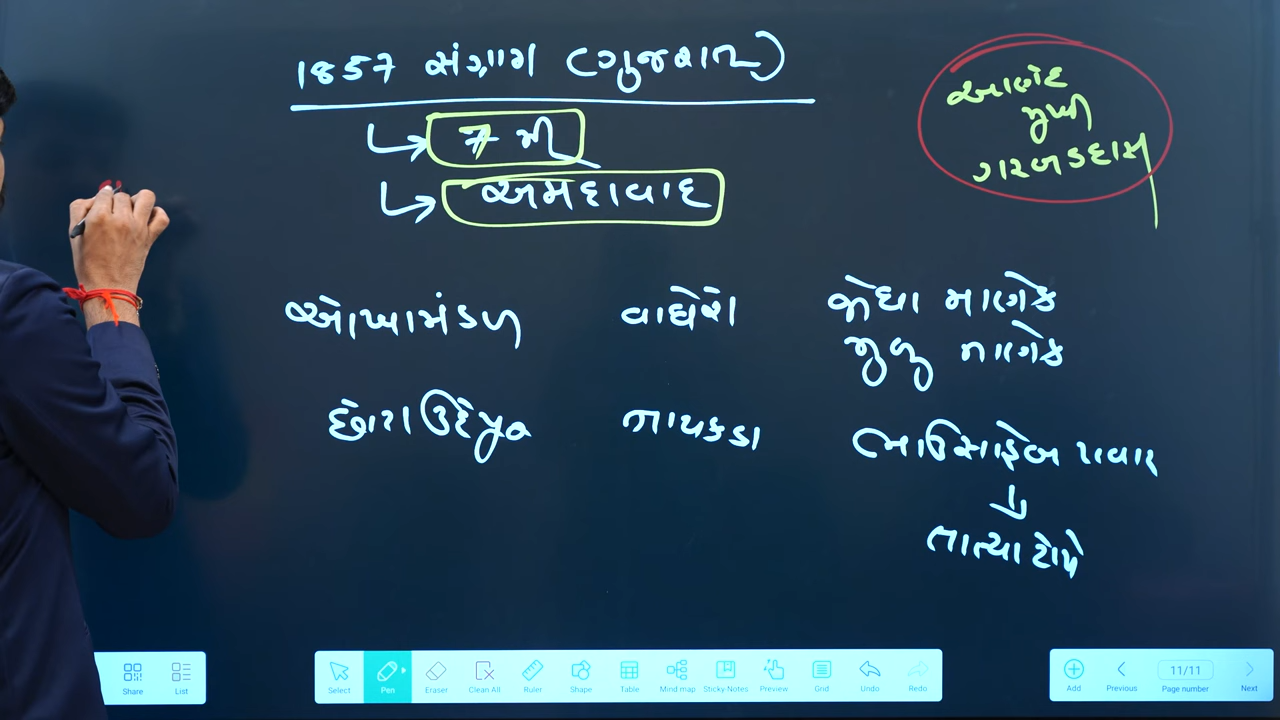 1857 સંગ્રામ (ગુજરાત)
7 મી
અમદાવાદ
આણંદ
મુખી
ગરબડદાસ
ઓખામંડળ વાઘેરો જોધા માણેક
મુળુ માણેક
છોટા ઉદેપુર નાયકડા ભાઉસાહેબ પવાર
તાત્યા ટોપે
Share List Select Pen Eraser Clean All Ruler Shape Table Mind map Sticky Notes Preview Grid Undo Redo Add Previous 11/11 Page number Next